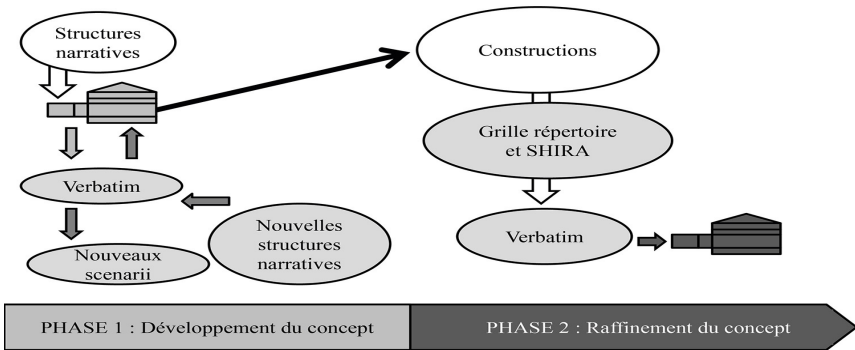 Structures
narratives
Verbatim
Nouveaux
scenarii
Nouvelles
structures
narratives
Constructions
Grille répertoire
et SHIRA
Verbatim
PHASE 1 : Développement du concept
PHASE 2 : Raffinement du concept